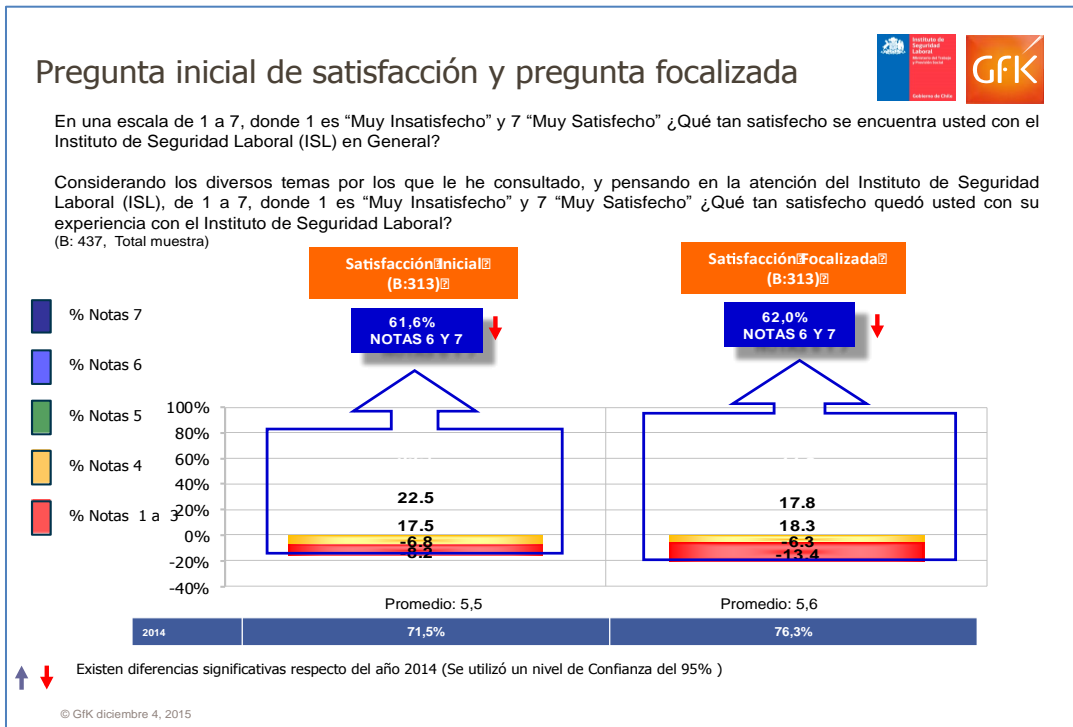 Pregunta inicial de satisfacción y pregunta focalizada
Instituto de
Seguridad
Laboral
Ministerio del Trabajo
y Previsión Social
Gobierno de Chile
GfK
En una escala de 1 a 7, donde 1 es “Muy Insatisfecho” y 7 “Muy Satisfecho” ¿Qué tan satisfecho se encuentra usted con el
Instituto de Seguridad Laboral (ISL) en General?
Considerando los diversos temas por los que le he consultado, y pensando en la atención del Instituto de Seguridad
Laboral (ISL), de 1 a 7, donde 1 es “Muy Insatisfecho” y 7 “Muy Satisfecho” ¿Qué tan satisfecho quedó usted con su
experiencia con el Instituto de Seguridad Laboral?
(B: 437, Total muestra)
Satisfacción Inicial
(B:313)
Satisfacción Focalizada
(B:313)
61,6%
NOTAS 6 Y 7
62,0%
NOTAS 6 Y 7
% Notas 7
% Notas 6
% Notas 5
% Notas 4
% Notas 1 a 3
100%
80%
60%
40%
20%
0%
-20%
-40%
22.5
17.5
-6.8
-8.2
17.8
18.3
-6.3
-13.4
Promedio: 5,5
Promedio: 5,6
2014
71,5%
76,3%
Existen diferencias significativas respecto del año 2014 (Se utilizó un nivel de Confianza del 95% )
© GfK diciembre 4, 2015